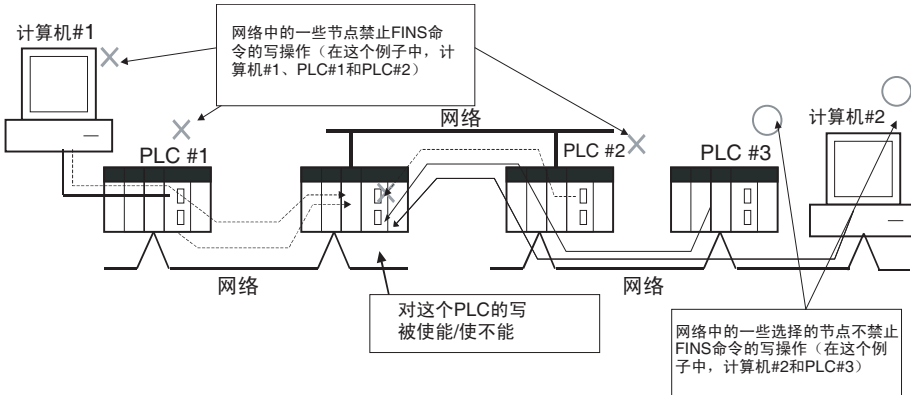 计算机#1
网络中的一些节点禁止FINS命
令的写操作（在这个例子中，计
算机#1、PLC#1和PLC#2）
网络
计算机#2
PLC #1
PLC #2
PLC #3
网络
网络
对这个PLC的写
被使能/使不能
网络中的一些选择的节点不禁止
FINS命令的写操作（在这个例
子中，计算机#2和PLC#3）